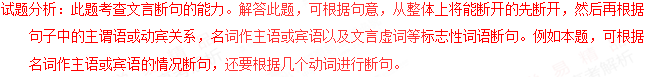 试题分析：此题考查文言断句的能力。解答此题，可根据句意，从整体上将能断开的先断开，然后再根据
句子中的主谓语或动宾关系，名词作主语或宾语以及文言虚词等标志性词语断句。例如本题，可根据
名词作主语或宾语的情况断句，还要根据几个动词进行断句。